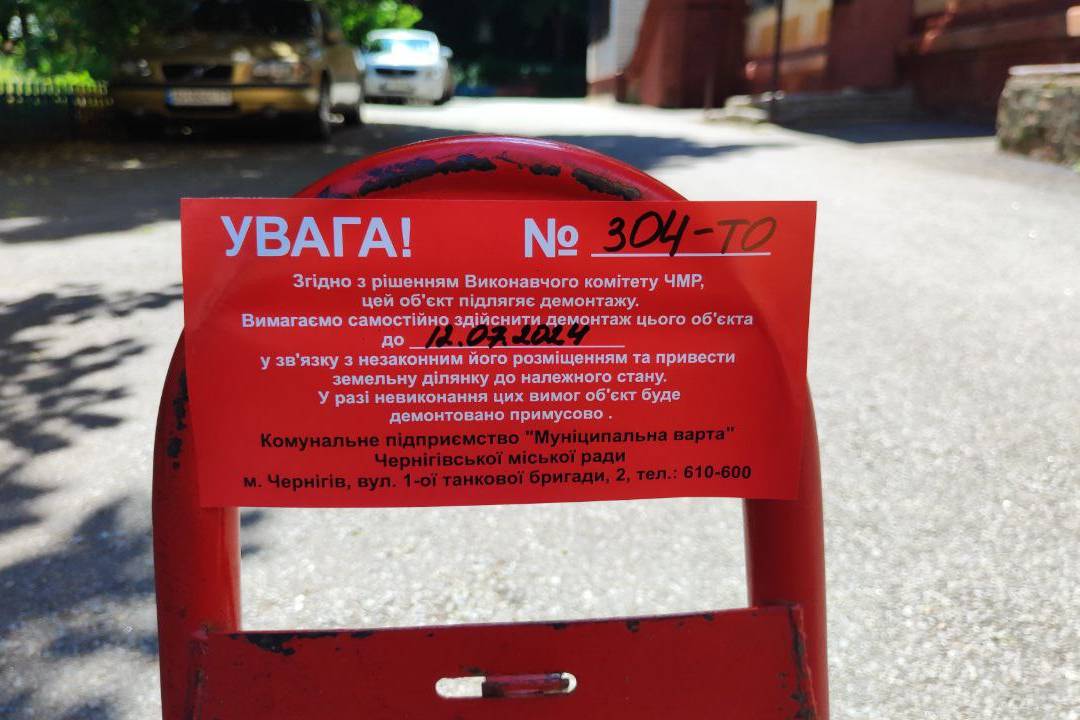 УВАГА! № 304-ТО
Згідно з рішенням Виконавчого комітету ЧМР,
цей об'єкт підлягяє демонтажу.
Вимагаємо самостійно здійснити демонтаж цього об'єкта
до 12.07.2024
у зв'язку з незаконним його розміщенням та привести
земельну ділянку до належного стану.
У разі невиконання цих вимог об'єкт буде
демонтовано примусово .
Комунальне підприємство "Муніципальна варта"
Чернігівської міської ради
м. Чернігів, вул. 1-ої танкової бригади, 2, тел.: 610-600